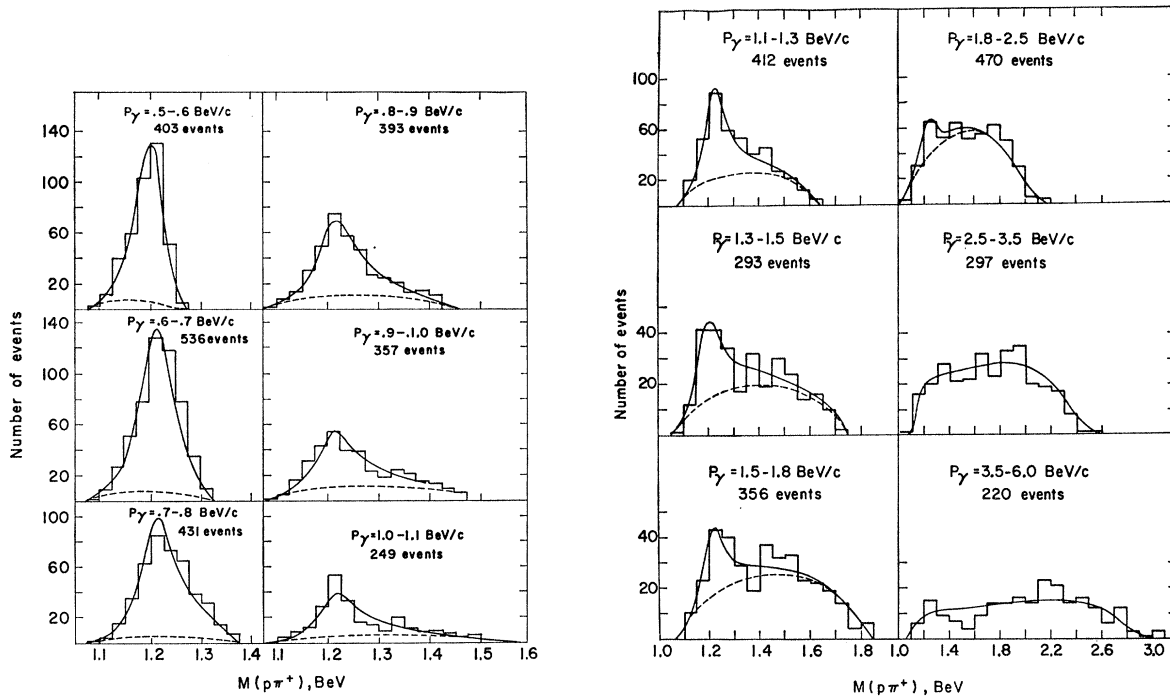 Pγ = .5-.6 BeV/c
403 events
Pγ = .8-.9 BeV/c
393 events
140
100
60
20
Pγ = .6-.7 BeV/c
536 events
Pγ = .9-.1.0 BeV/c
357 events
140
100
60
20
Pγ = .7-.8 BeV/c
431 events
Pγ = 1.0-1.1 BeV/c
249 events
100
60
20
Number of events
1.1 1.2 1.3 1.4 1.1 1.2 1.3 1.4 1.5 1.6
M(pπ⁺), BeV
Pγ = 1.1-1.3 BeV/c
412 events
Pγ = 1.8-2.5 BeV/c
470 events
100
60
20
Pγ = 1.3-1.5 BeV/c
293 events
Pγ = 2.5-3.5 BeV/c
297 events
40
20
Pγ = 1.5-1.8 BeV/c
356 events
Pγ = 3.5-6.0 BeV/c
220 events
40
20
Number of events
1.0 1.2 1.4 1.6 1.8 1.0 1.4 1.8 2.2 2.6 3.0
M(pπ⁺), BeV